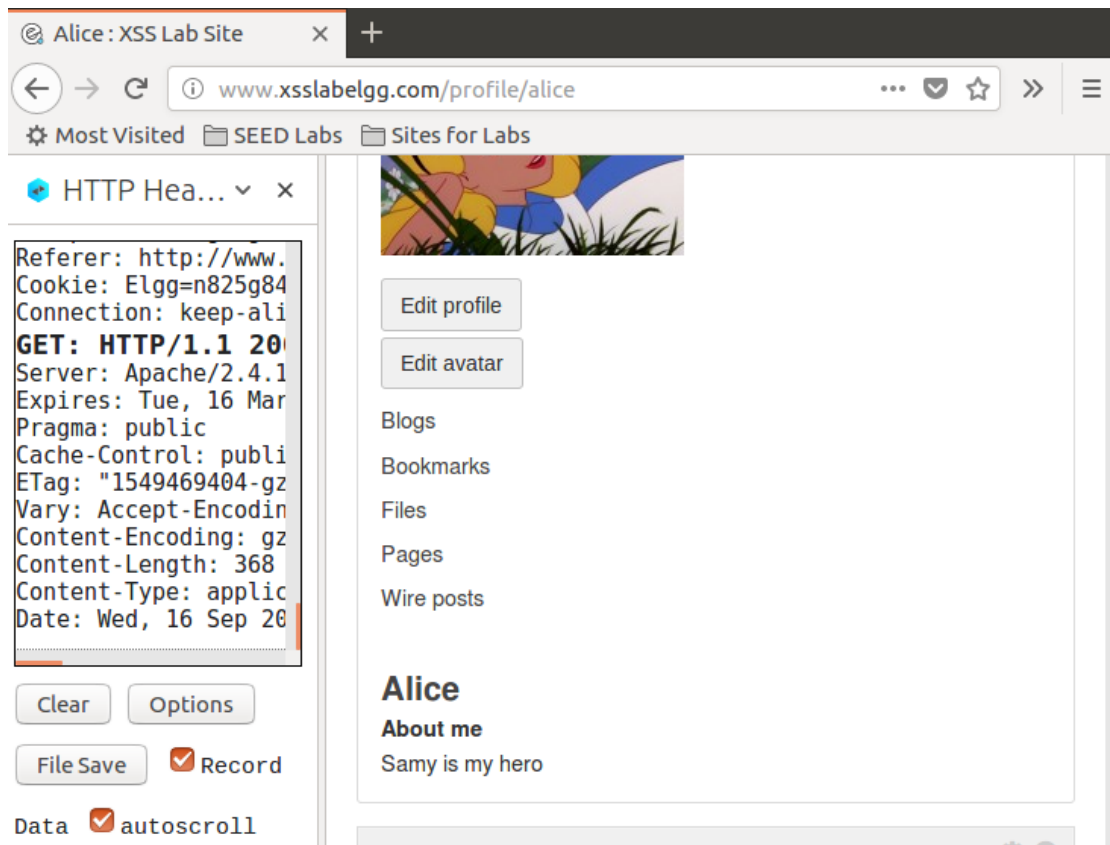 Alice : XSS Lab Site
www.xsslabelgg.com/profile/alice
Most Visited SEED Labs Sites for Labs
HTTP Hea...
Referer: http://www.
Cookie: Elgg=n825g84
Connection: keep-ali
GET: HTTP/1.1 20
Server: Apache/2.4.1
Expires: Tue, 16 Mar
Pragma: public
Cache-Control: publi
ETag: "1549469404-gz
Vary: Accept-Encodin
Content-Encoding: gz
Content-Length: 368
Content-Type: applic
Date: Wed, 16 Sep 20
Clear Options
File Save Record
Data autoscroll
Edit profile
Edit avatar
Blogs
Bookmarks
Files
Pages
Wire posts
Alice
About me
Samy is my hero